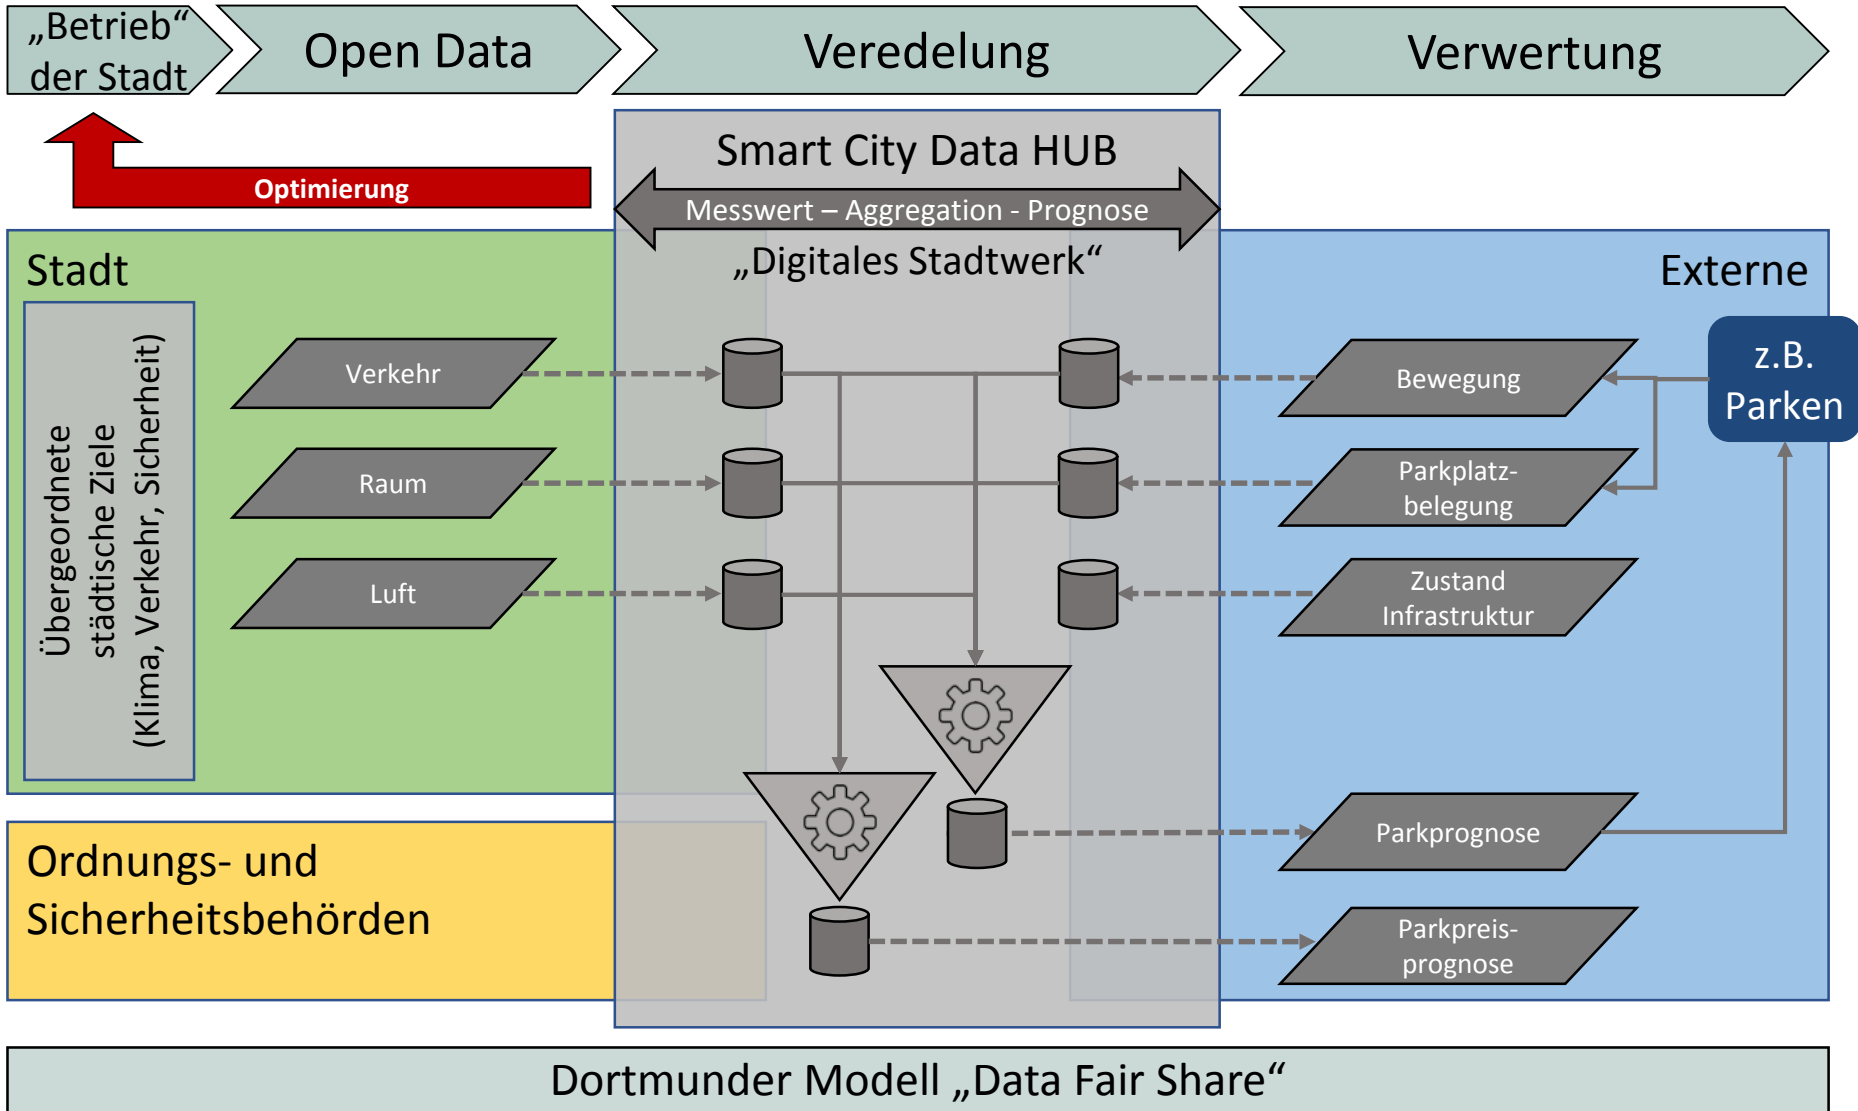 „Betrieb“
der Stadt
Open Data
Veredelung
Verwertung
Optimierung
Smart City Data HUB
Messwert – Aggregation - Prognose
„Digitales Stadtwerk“
Stadt
Externe
Übergeordnete
städtische Ziele
(Klima, Verkehr, Sicherheit)
Verkehr
Raum
Luft
Bewegung
Parkplatz-
belegung
Zustand
Infrastruktur
z.B.
Parken
Parkprognose
Parkpreis-
prognose
Ordnungs- und
Sicherheitsbehörden
Dortmunder Modell „Data Fair Share“